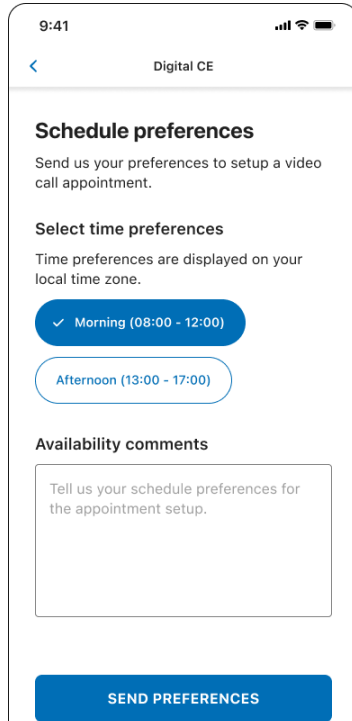 9:41
Digital CE
Schedule preferences
Send us your preferences to setup a video
call appointment.
Select time preferences
Time preferences are displayed on your
local time zone.
Morning (08:00 - 12:00)
Afternoon (13:00 - 17:00)
Availability comments
Tell us your schedule preferences for
the appointment setup.
SEND PREFERENCES